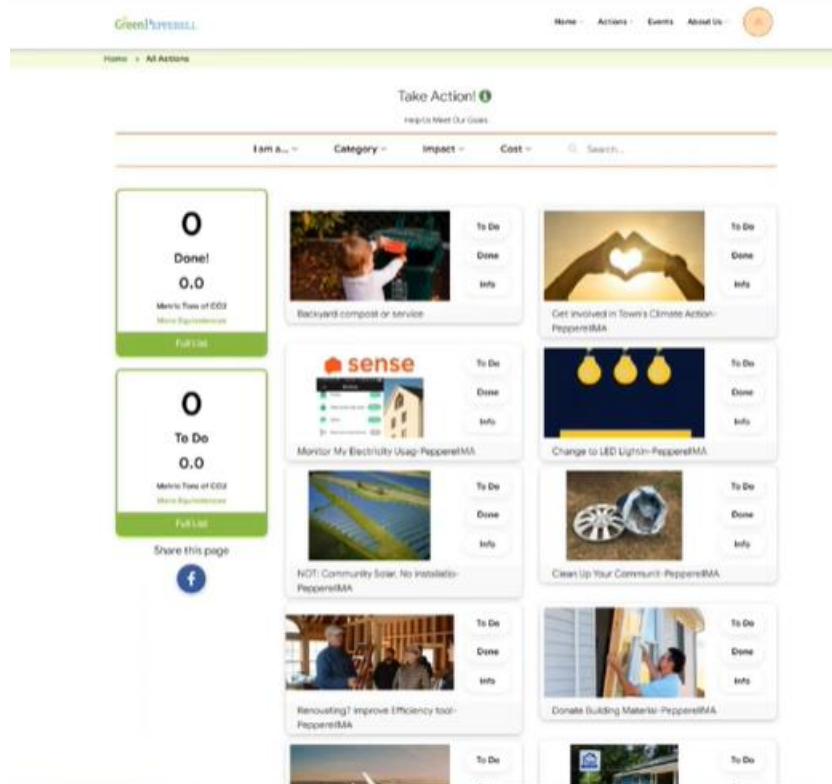 GreenPEPPERELL
Home Actions Events About Us
Home > All Actions
Take Action!
Help Us Meet Our Goals
I am a... Category Impact Cost Search...
0
Done!
0.0
Metric Tons of CO2
More Equivalences
Full List
0
To Do
0.0
Metric Tons of CO2
More Equivalences
Full List
Share this page
f
To Do
Done
Info
Backyard compost or service
To Do
Done
Info
Get Involved in Town's Climate Action-
PepperellMA
sense
To Do
Done
Info
Monitor My Electricity Usag-PepperellMA
To Do
Done
Info
Change to LED Lightin-PepperellMA
To Do
Done
Info
NOT: Community Solar, No Installatio-
PepperellMA
To Do
Done
Info
Clean Up Your Communit-PepperellMA
To Do
Done
Info
Renovating? Improve Efficiency tool-
PepperellMA
To Do
Done
Info
Donate Building Material-PepperellMA
To Do
To Do